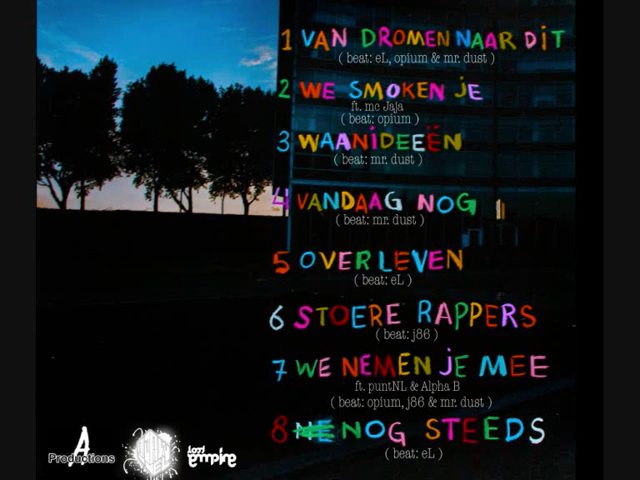 1 VAN DROMEN NAAR DiT
( beat: eL, opium & mr. dust )
2 WE SMOKEN jE
ft. mc Jaja
( beat: opium )
3 WAANiDEEËN
( beat: mr. dust )
4 VANDAAG NOG
( beat: mr. dust )
5 OVERLEVEN
( beat: eL )
6 STOERE RAPPERS
( beat: j86 )
7 WE NEMEN jE MEE
ft. puntNL & Alpha B
( beat: opium, j86 & mr. dust )
8 NOG STEEDS
( beat: eL )
A
Productions
empire